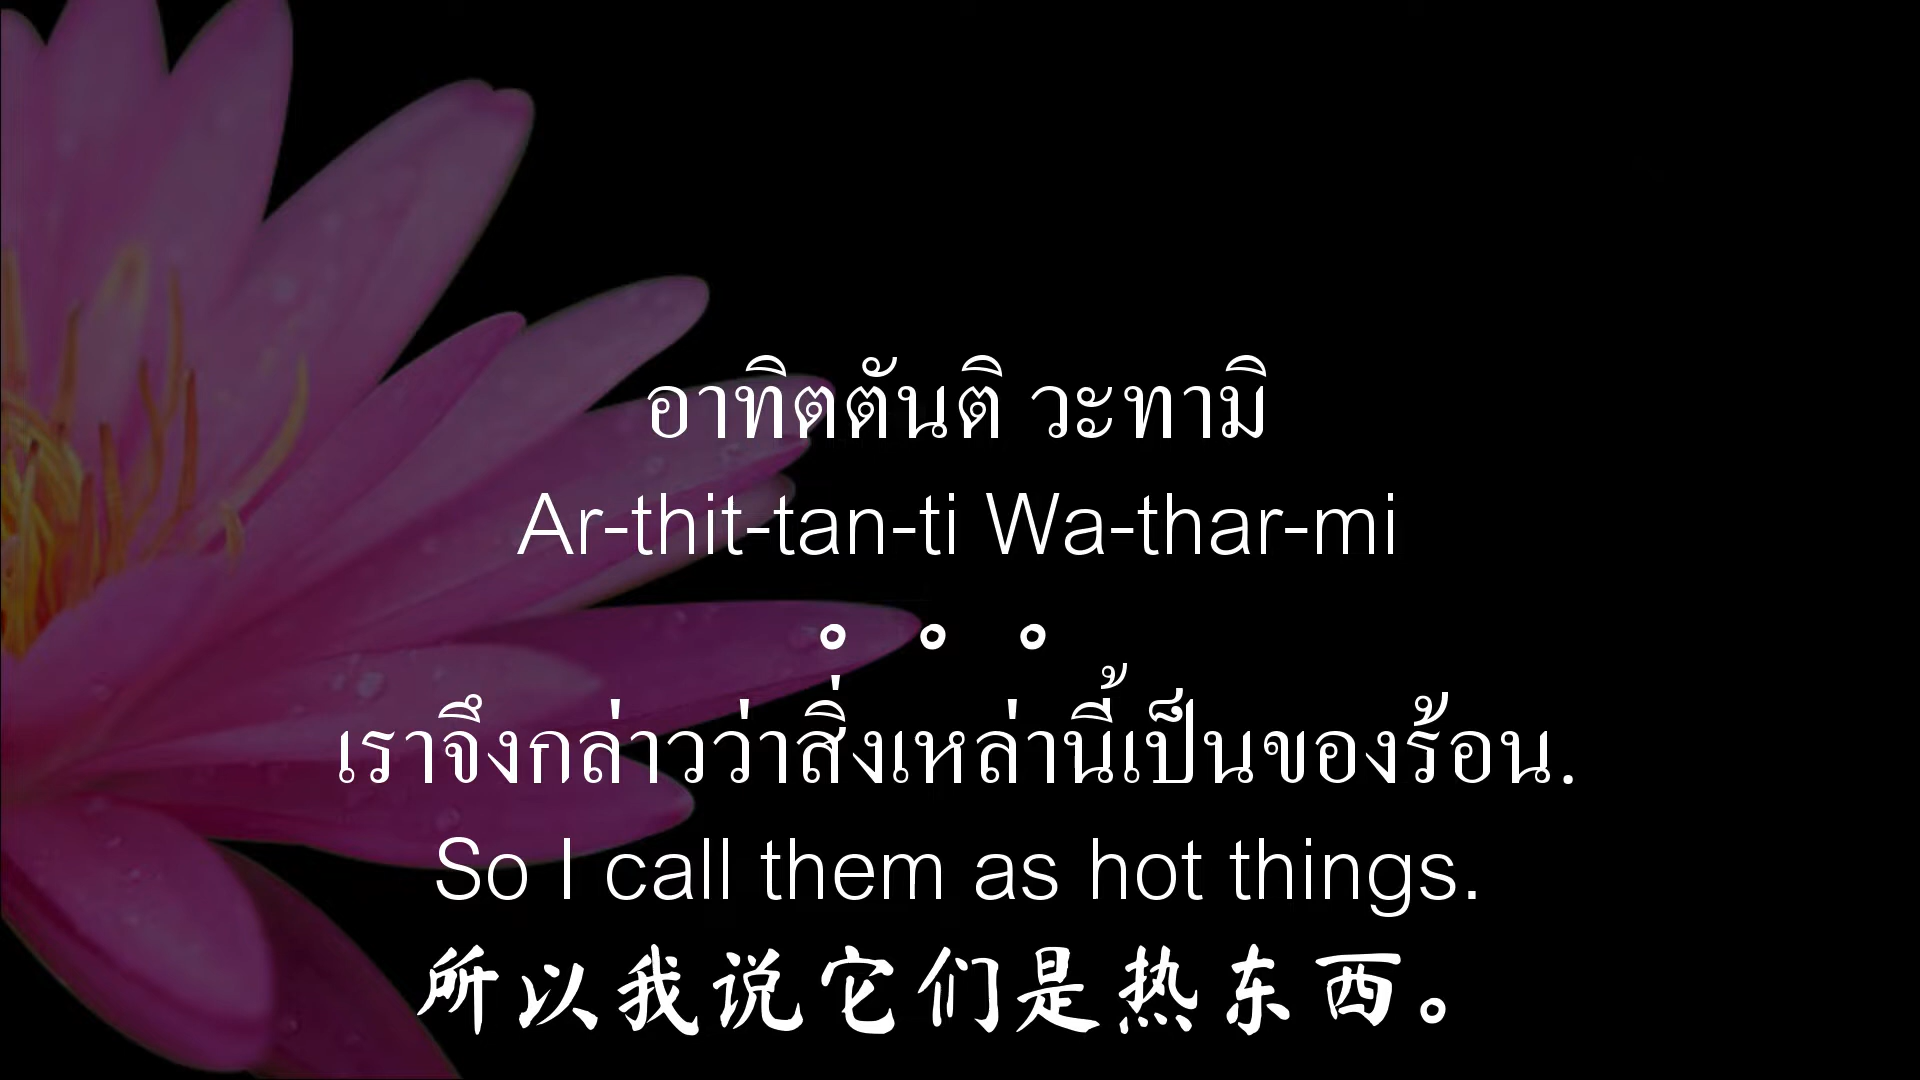 อาทิตตันติ วะทามิ
Ar-thit-tan-ti Wa-thar-mi
。。。
เราจึงกล่าวว่าสิ่งเหล่านี้เป็นของร้อน.
So I call them as hot things.
所以我说它们是热东西。